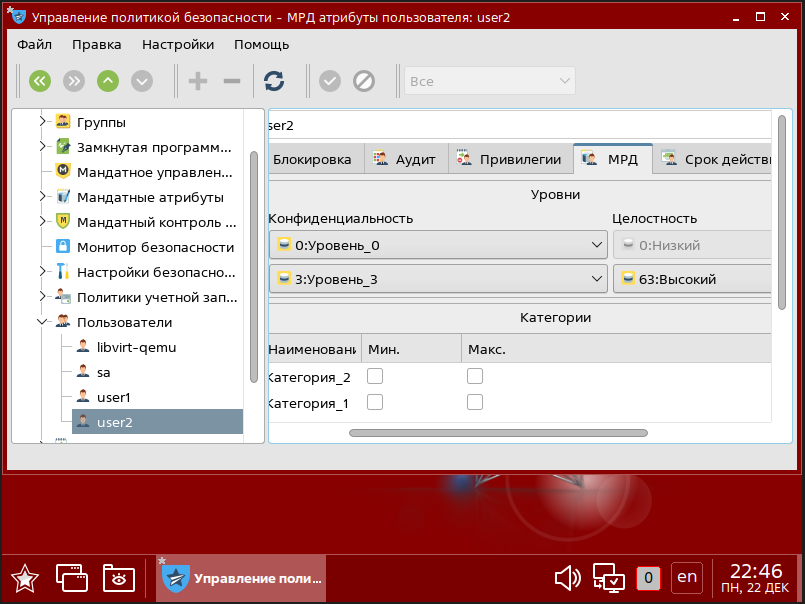 Управление политикой безопасности - МРД атрибуты пользователя: user2
Файл Правка Настройки Помощь
Все
Группы
Замкнутая программ...
Мандатное управлен...
Мандатные атрибуты
Мандатный контроль ...
Монитор безопасности
Настройки безопасно...
Политики учетной зап...
Пользователи
libvirt-qemu
sa
user1
user2
ser2
Блокировка Аудит Привилегии МРД Срок действи
Уровни
Конфиденциальность Целостность
0:Уровень_0 0:Низкий
3:Уровень_3 63:Высокий
Категории
Наименовани Мин. Макс.
Категория_2
Категория_1
Управление поли...
0
en
22:46
ПН, 22 ДЕК